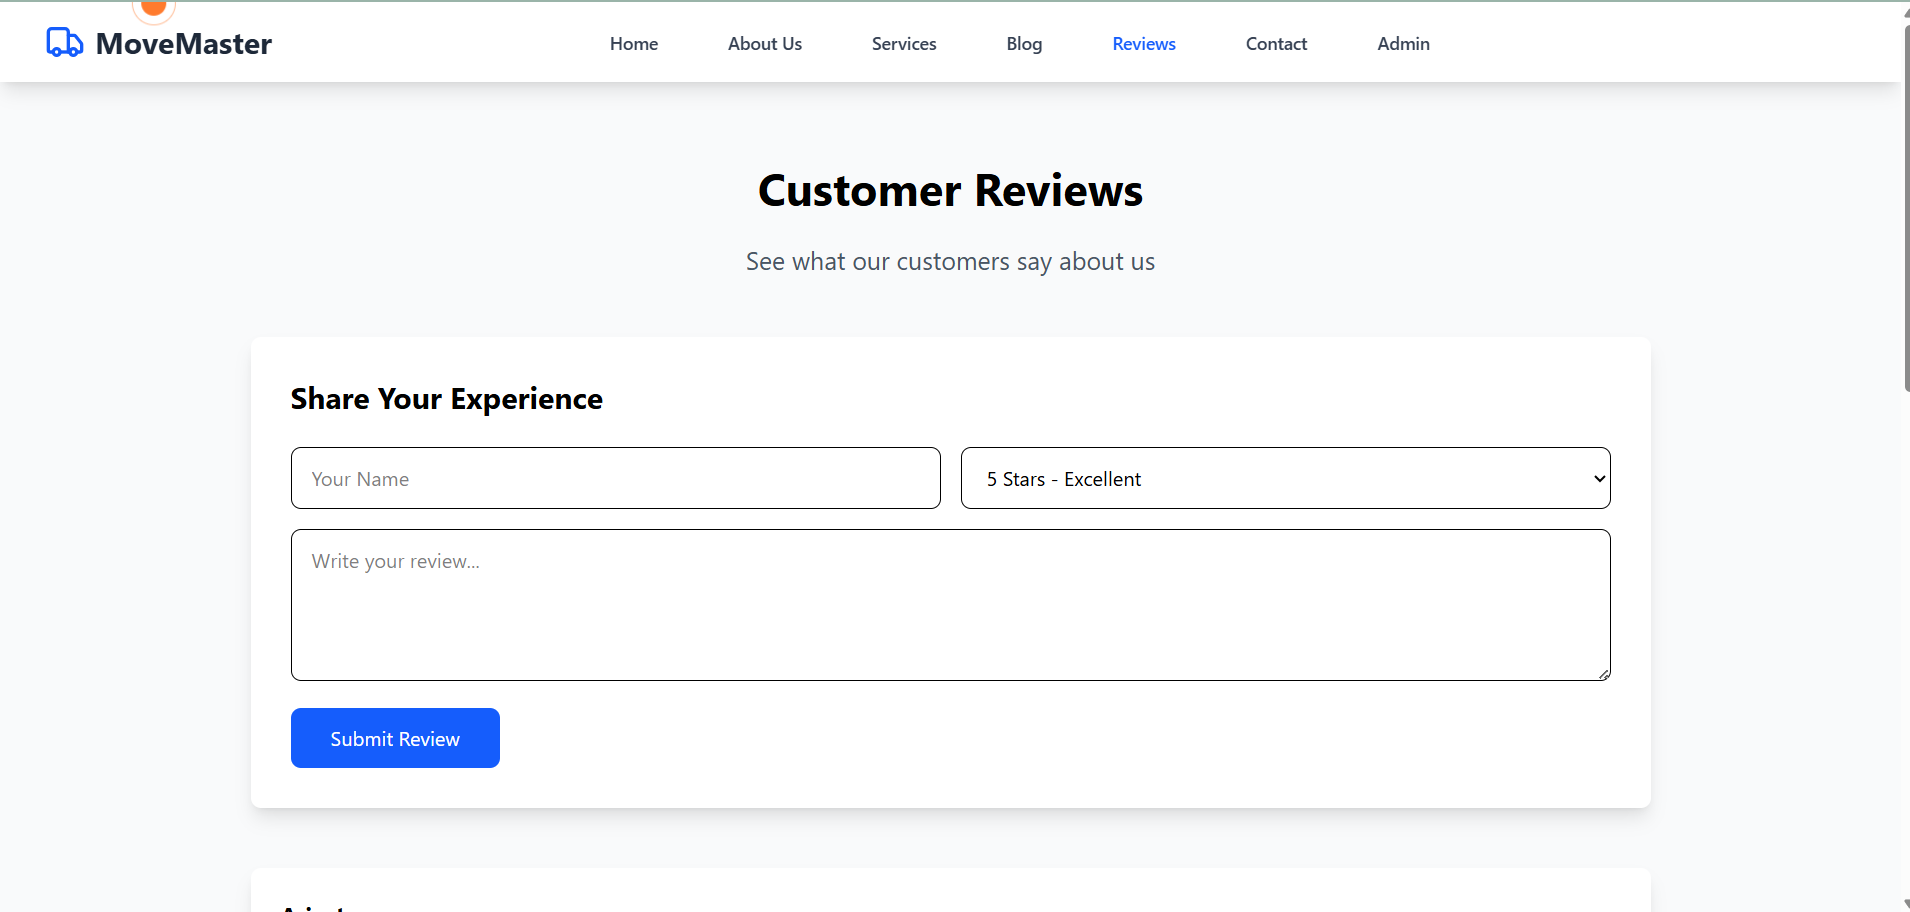 MoveMaster
Home About Us Services Blog Reviews Contact Admin
Customer Reviews
See what our customers say about us
Share Your Experience
Your Name
5 Stars - Excellent
Write your review...
Submit Review